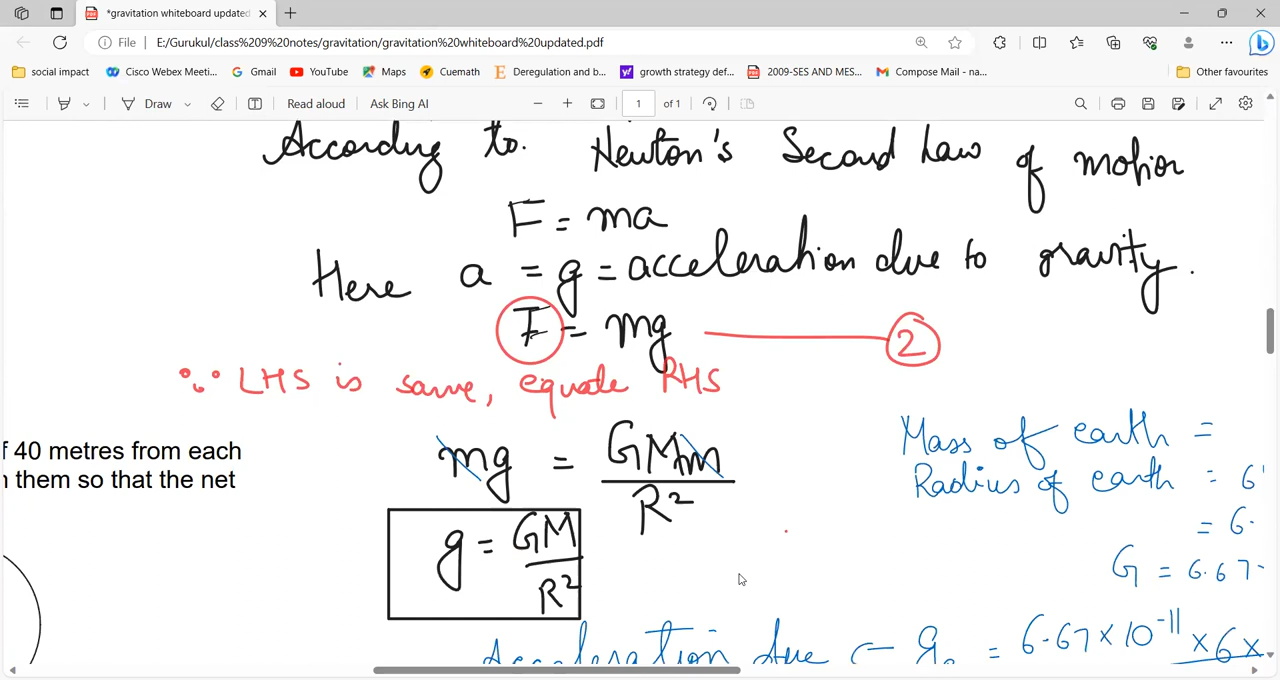 *gravitation whiteboard updated
File E:/Gurukul/class%209%20notes/gravitation/gravitation%20whiteboard%20updated.pdf
social impact Cisco Webex Meeti... Gmail YouTube Maps Cuemath Deregulation and b... growth strategy def... 2009-SES AND MES... Compose Mail - na... Other favourites
Draw Read aloud Ask Bing AI 1 of 1
According to. Newton's Second Law of motion
F = ma
Here a = g = acceleration due to gravity.
F = mg 2
∵ LHS is same, equate RHS
f 40 metres from each
them so that the net
mg = GMm / R²
g = GM / R²
Mass of earth =
Radius of earth = 6
= 6.
G = 6.67
Acceleration due = 6.67 × 10⁻¹¹ × 6 ×